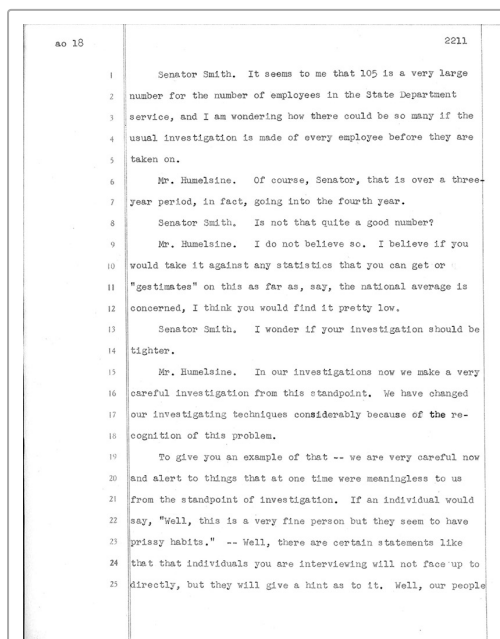 ao 18
2211
1 Senator Smith. It seems to me that 105 is a very large
2 number for the number of employees in the State Department
3 service, and I am wondering how there could be so many if the
4 usual investigation is made of every employee before they are
5 taken on.
6 Mr. Humelsine. Of course, Senator, that is over a three-
7 year period, in fact, going into the fourth year.
8 Senator Smith. Is not that quite a good number?
9 Mr. Humelsine. I do not believe so. I believe if you
10 would take it against any statistics that you can get or
11 "gestimates" on this as far as, say, the national average is
12 concerned, I think you would find it pretty low.
13 Senator Smith. I wonder if your investigation should be
14 tighter.
15 Mr. Humelsine. In our investigations now we make a very
16 careful investigation from this standpoint. We have changed
17 our investigating techniques considerably because of the re-
18 cognition of this problem.
19 To give you an example of that -- we are very careful now
20 and alert to things that at one time were meaningless to us
21 from the standpoint of investigation. If an individual would
22 say, "Well, this is a very fine person but they seem to have
23 prissy habits." -- Well, there are certain statements like
24 that that individuals you are interviewing will not face up to
25 directly, but they will give a hint as to it. Well, our people